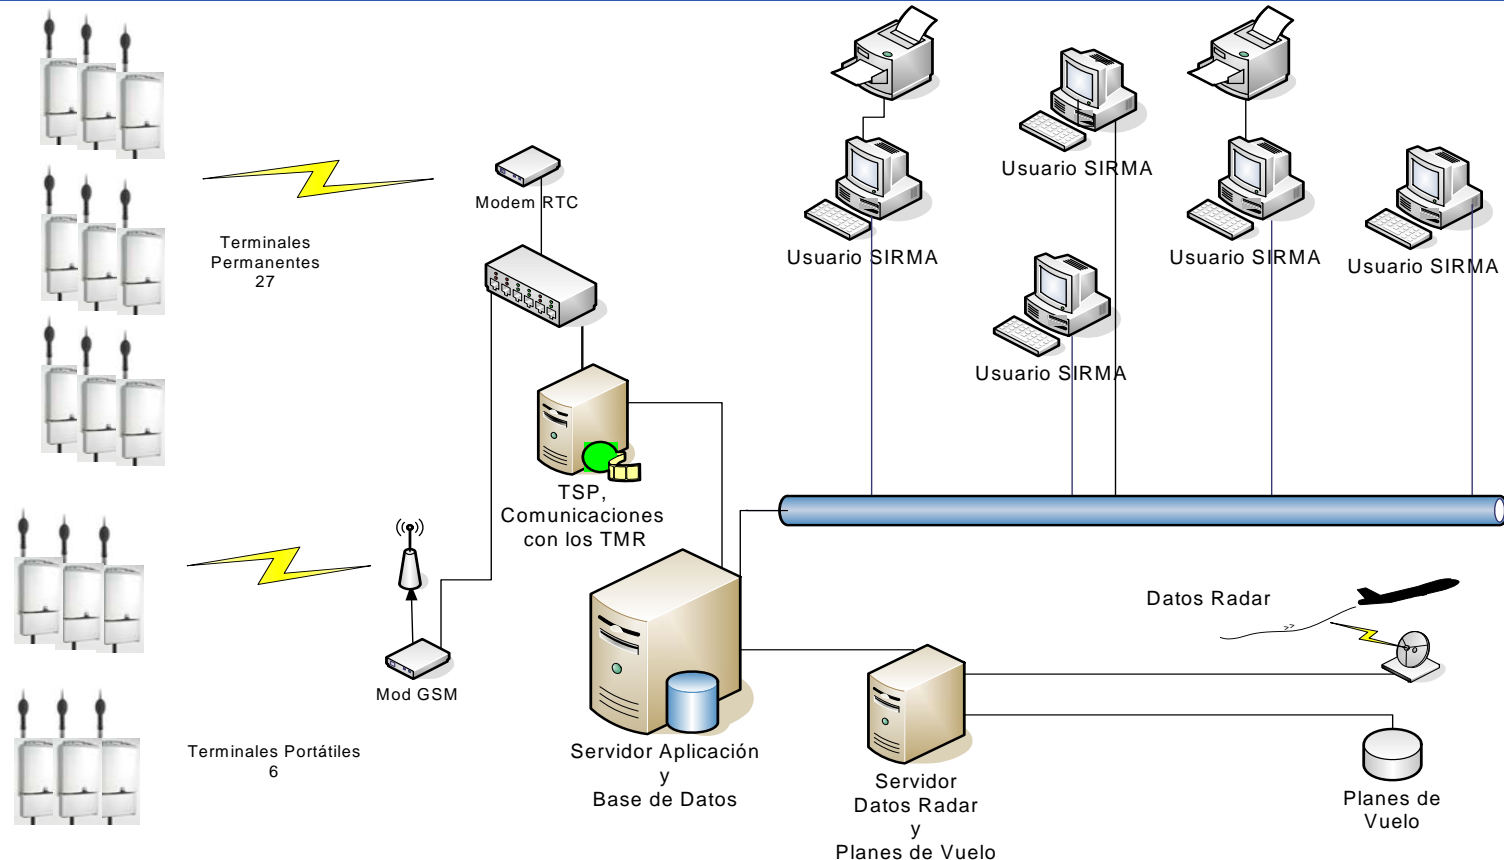 Modem RTC
Terminales
Permanentes
27
Usuario SIRMA
Usuario SIRMA
Usuario SIRMA
Usuario SIRMA
Usuario SIRMA
TSP,
Comunicaciones
con los TMR
Mod GSM
Terminales Portátiles
6
Datos Radar
>>
Servidor Aplicación
y
Base de Datos
Servidor
Datos Radar
y
Planes de Vuelo
Planes de
Vuelo